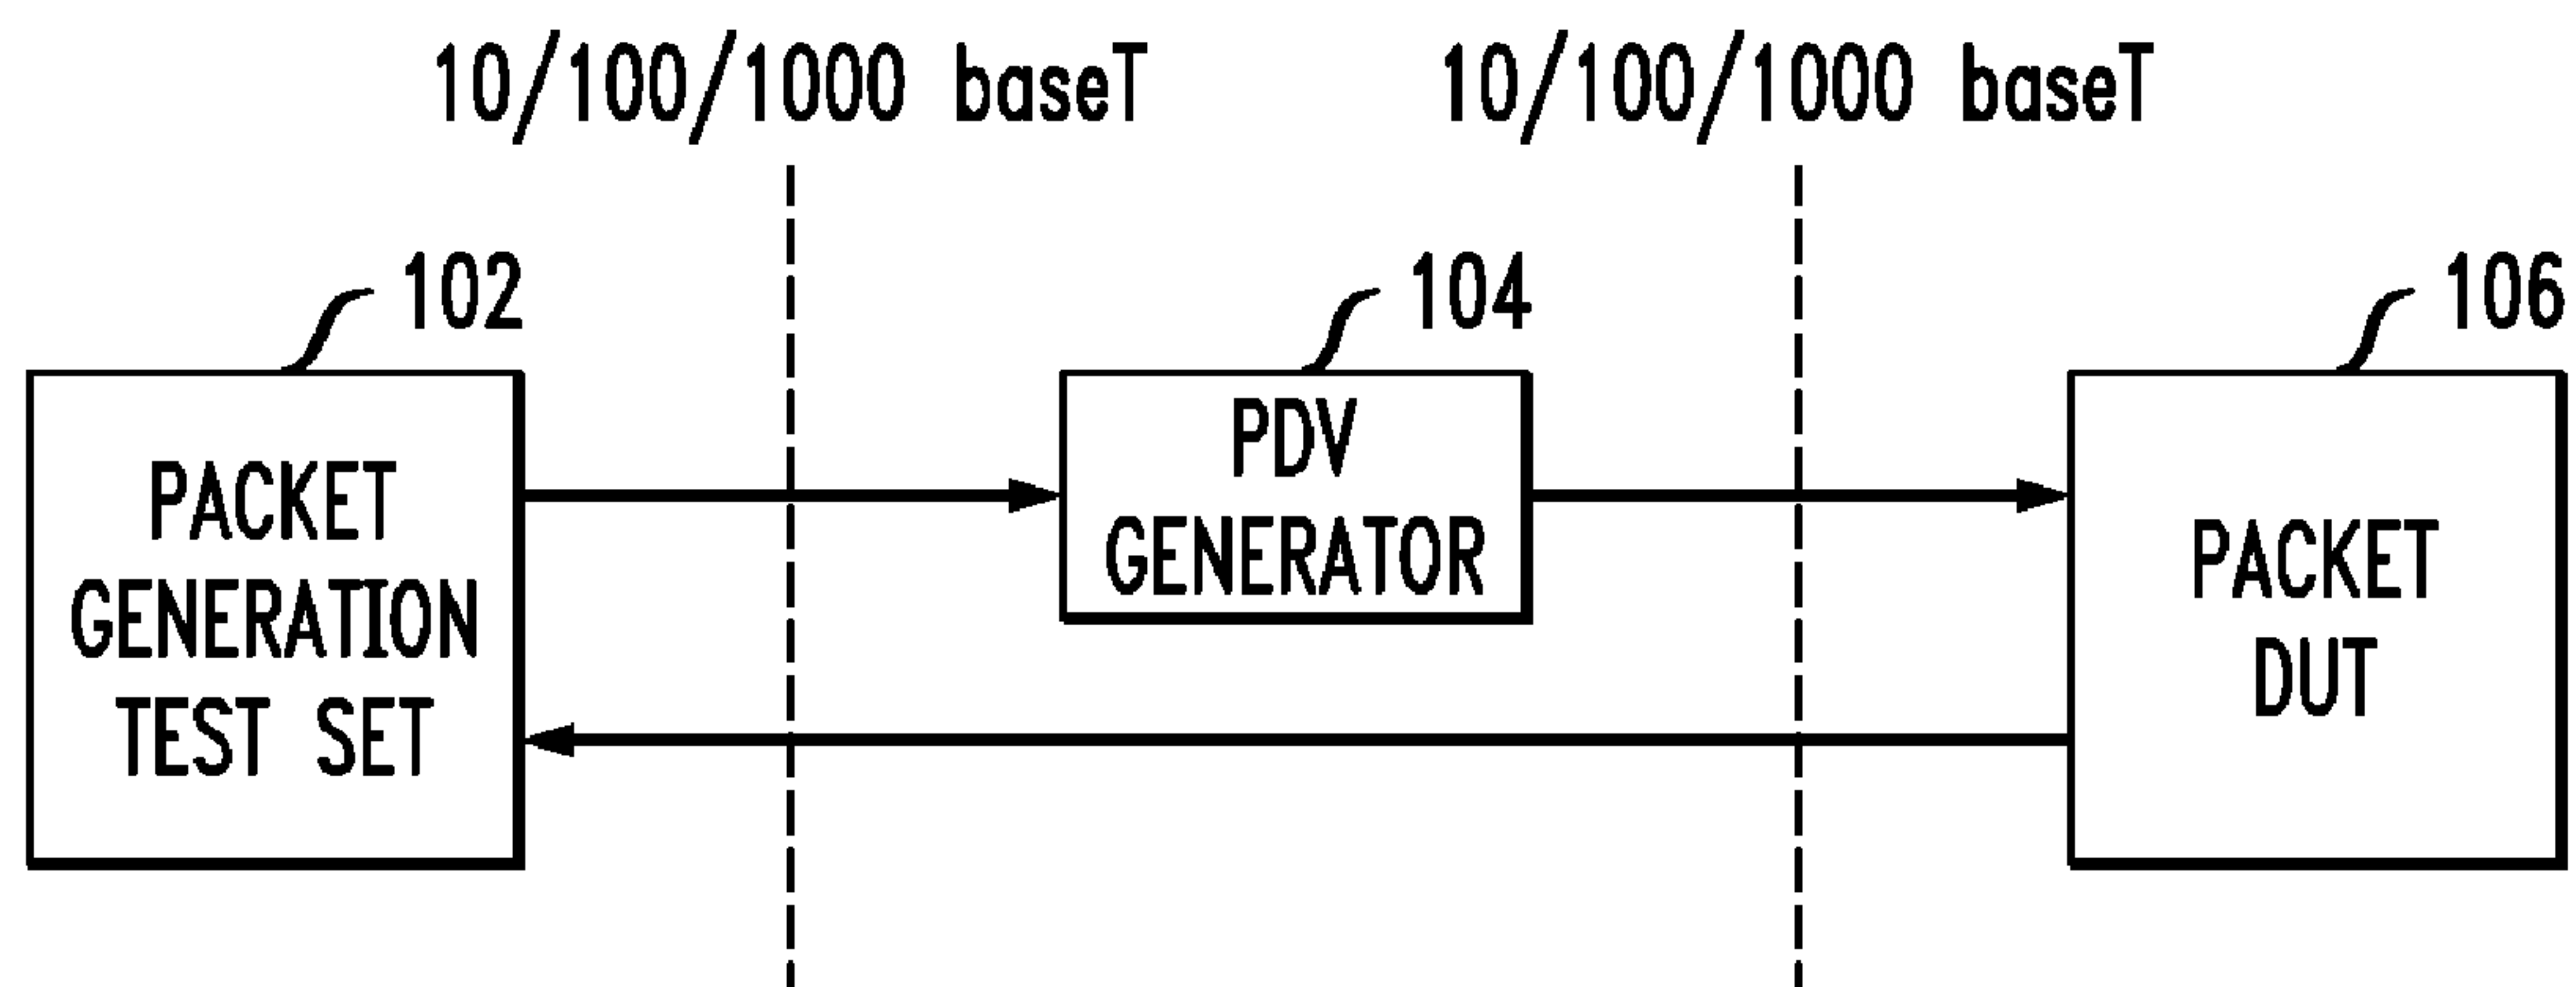 10/100/1000 baseT
10/100/1000 baseT
102
104
106
PACKET
GENERATION
TEST SET
PDV
GENERATOR
PACKET
DUT